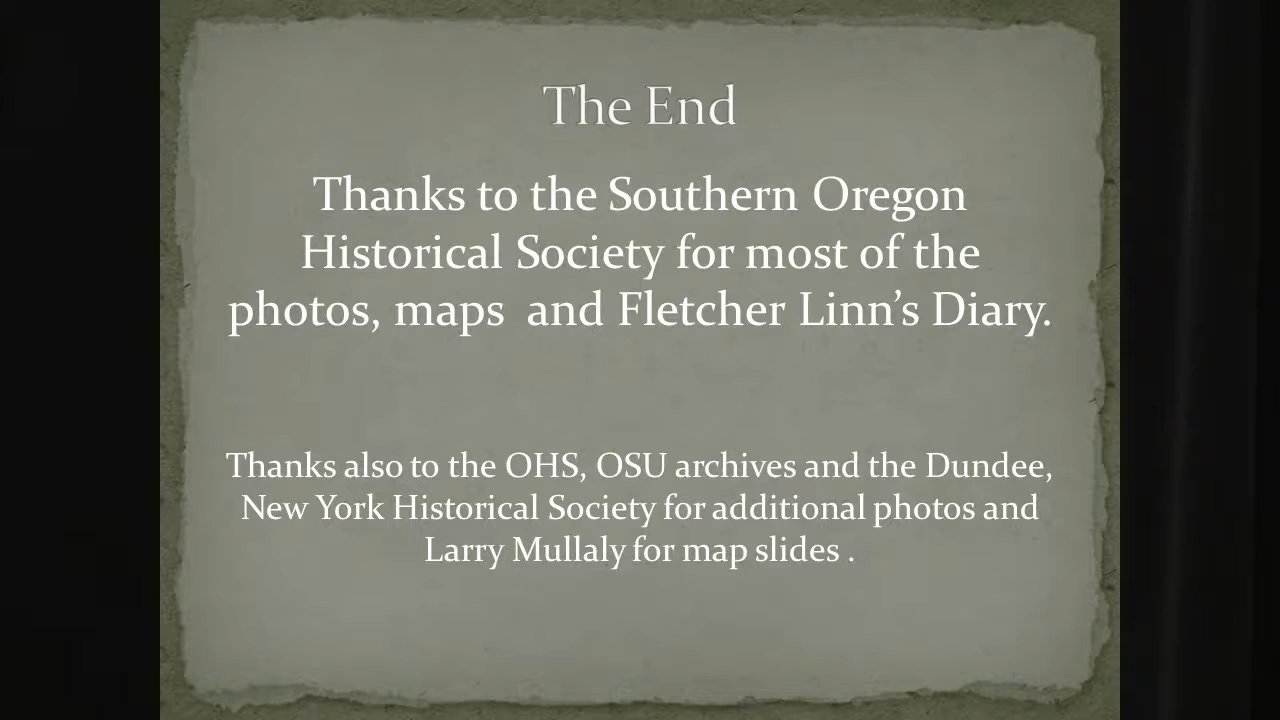 The End
Thanks to the Southern Oregon
Historical Society for most of the
photos, maps  and Fletcher Linn’s Diary.
Thanks also to the OHS, OSU archives and the Dundee,
New York Historical Society for additional photos and
Larry Mullaly for map slides .